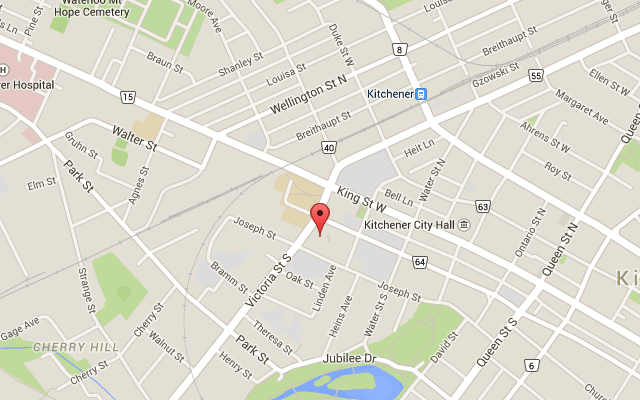 Waterloo Mt
Hope Cemetery
Moore Ave
Pine St
Braun St
Shanley St
Louisa St
Duke St W
8
Breithaupt St
Lancaster St W
Wellington St N
Kitchener
Gzowski St
55
Ellen St W
Margaret Ave
H
er Hospital
15
Walter St
Breithaupt St
40
Heit Ln
Ahrens St W
Queen
Roy St
Gruhn St
Park St
Agnes St
Elm St
King St W
Bell Ln
Water St N
63
Kitchener City Hall
Ontario St N
Queen St N
Joseph St
64
Victoria St S
Bramm St
Oak St
Linden Ave
Joseph St
Ki
Strange St
Cherry St
Heins Ave
Water St S
Gage Ave
CHERRY HILL
Walnut St
Theresa St
Park St
David St
Queen St S
Cherry St
Henry St
Jubilee Dr
6